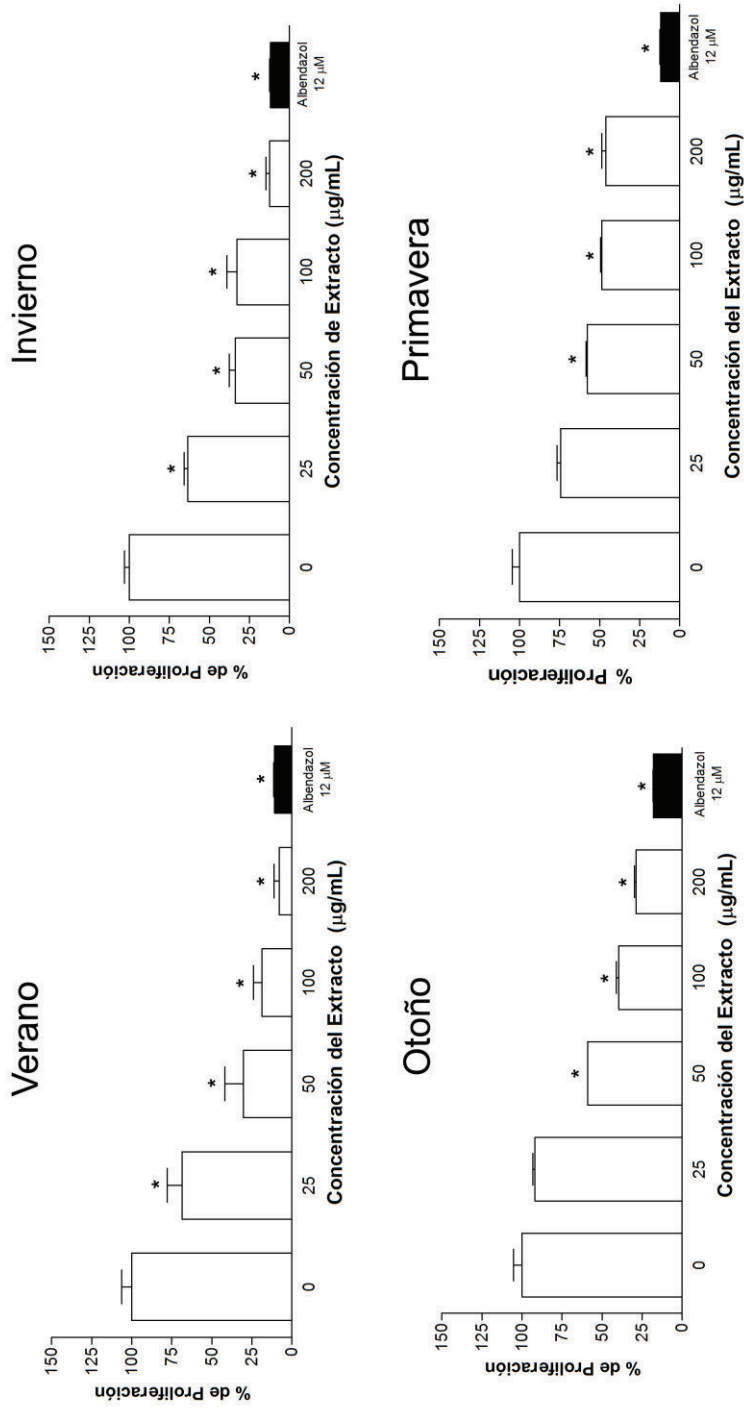 Verano
% de Proliferación
150
125
100
75
50
25
0
*
*
*
*
*
0 25 50 100 200 Albendazol
12 µM
Concentración del Extracto (µg/mL)
Invierno
% de Proliferación
150
125
100
75
50
25
0
*
*
*
*
*
0 25 50 100 200 Albendazol
12 µM
Concentración de Extracto (µg/mL)
Otoño
% de Proliferación
150
125
100
75
50
25
0
*
*
*
*
0 25 50 100 200 Albendazol
12 µM
Concentración del Extracto (µg/mL)
Primavera
% Proliferación
150
125
100
75
50
25
0
*
*
*
*
0 25 50 100 200 Albendazol
12 µM
Concentración del Extracto (µg/mL)